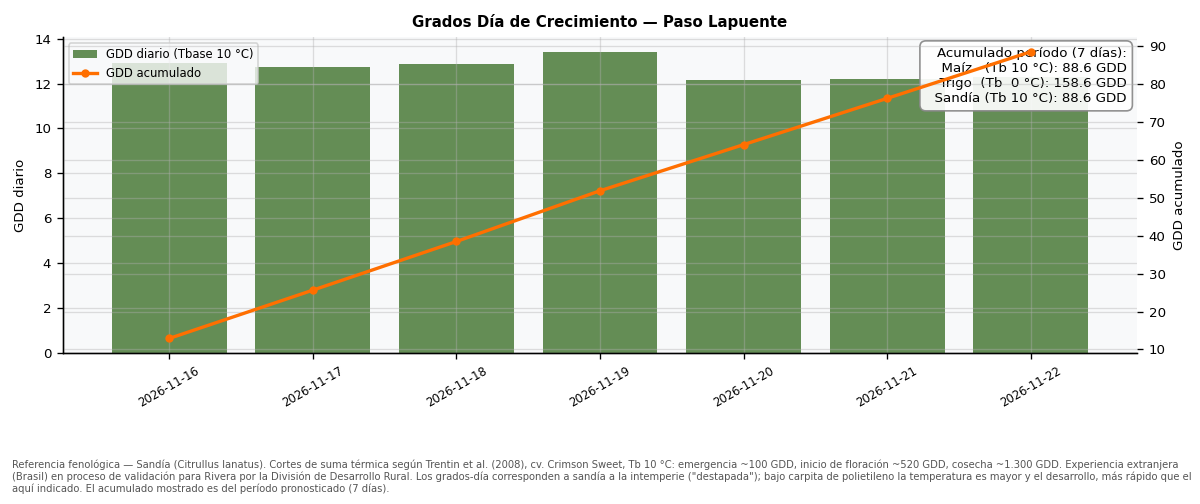 Grados Día de Crecimiento — Paso Lapuente
GDD diario (Tbase 10 °C)
GDD acumulado
Acumulado período (7 días):
Maíz (Tb 10 °C): 88.6 GDD
Trigo (Tb 0 °C): 158.6 GDD
Sandía (Tb 10 °C): 88.6 GDD
GDD diario
14
12
10
8
6
4
2
0
GDD acumulado
90
80
70
60
50
40
30
20
10
2026-11-16
2026-11-17
2026-11-18
2026-11-19
2026-11-20
2026-11-21
2026-11-22
Referencia fenológica — Sandía (Citrullus lanatus). Cortes de suma térmica según Trentin et al. (2008), cv. Crimson Sweet, Tb 10 °C: emergencia ~100 GDD, inicio de floración ~520 GDD, cosecha ~1.300 GDD. Experiencia extranjera
(Brasil) en proceso de validación para Rivera por la División de Desarrollo Rural. Los grados-día corresponden a sandía a la intemperie ("destapada"); bajo carpita de polietileno la temperatura es mayor y el desarrollo, más rápido que el
aquí indicado. El acumulado mostrado es del período pronosticado (7 días).